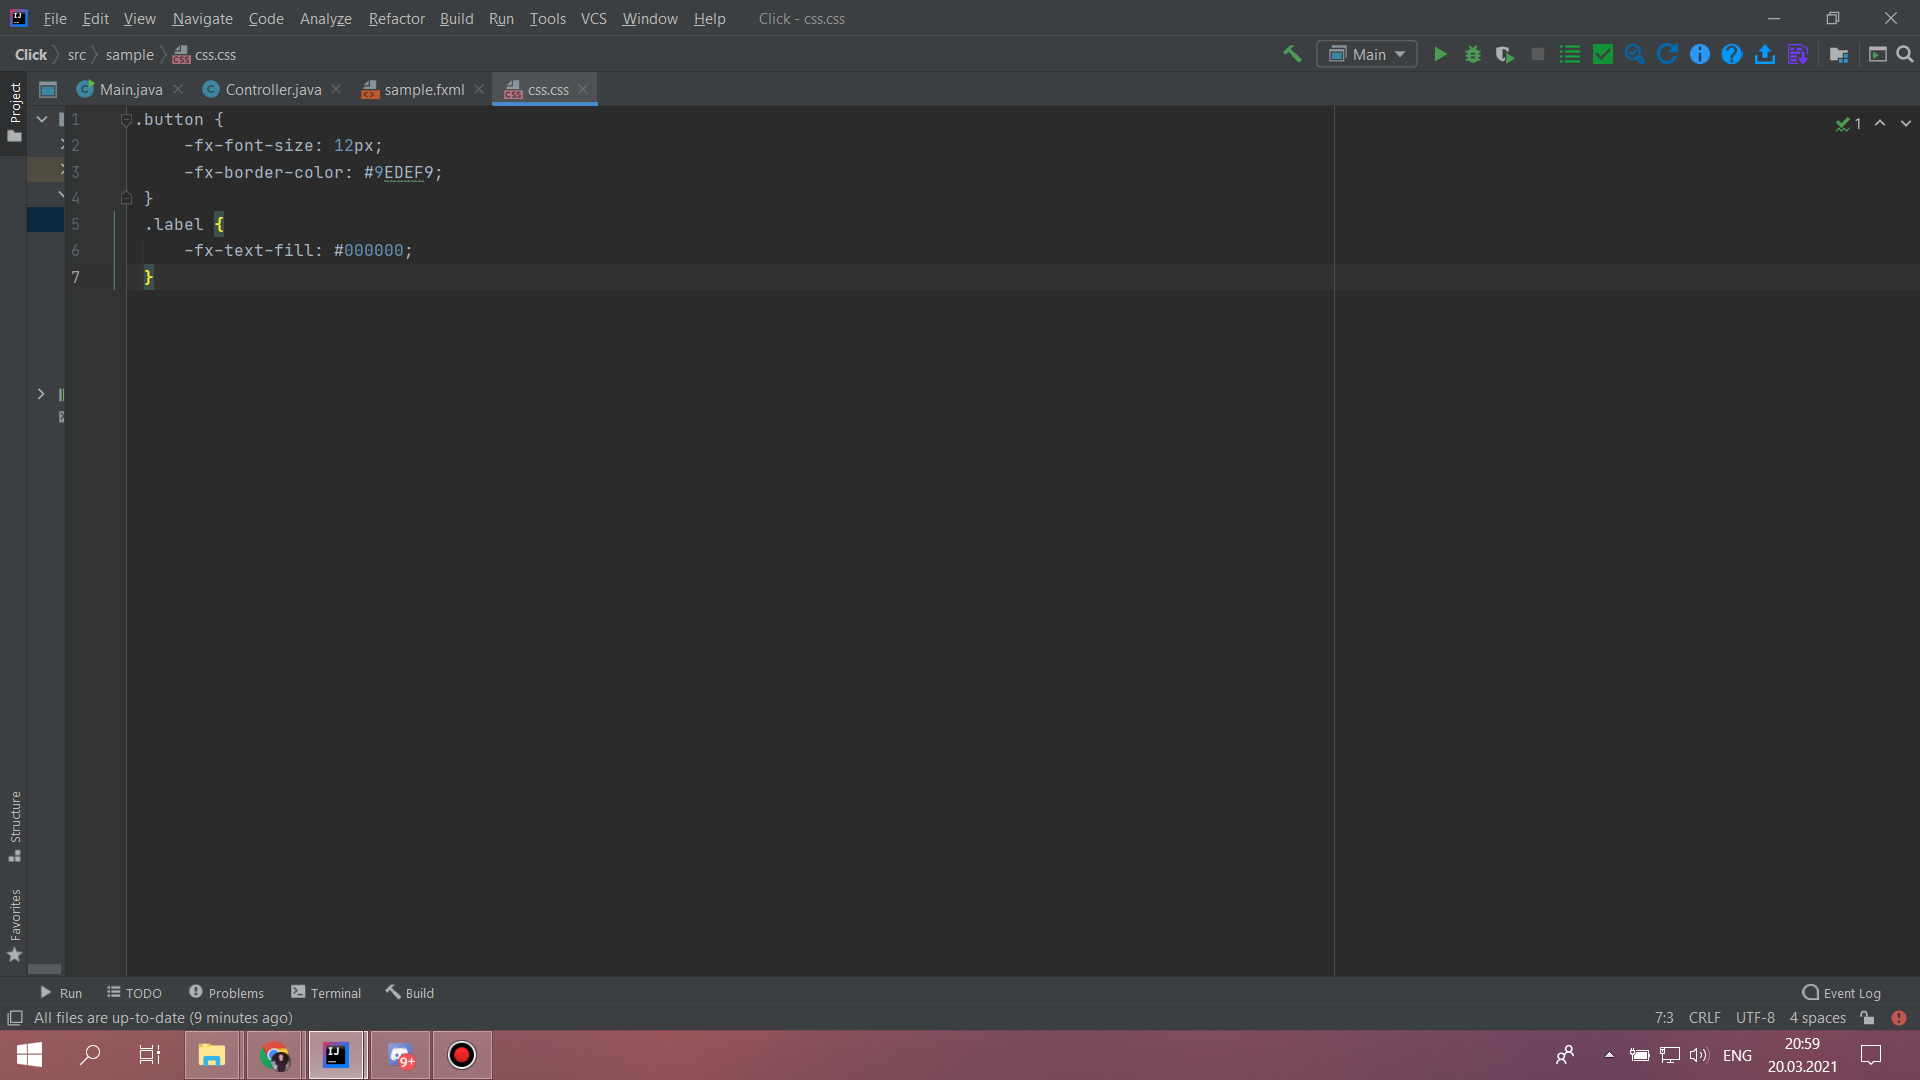 File Edit View Navigate Code Analyze Refactor Build Run Tools VCS Window Help Click - css.css
Click src sample css.css Main
Project
Main.java Controller.java sample.fxml css.css
1 .button {
2 -fx-font-size: 12px;
3 -fx-border-color: #9EDEF9;
4 }
5 .label {
6 -fx-text-fill: #000000;
7 }
1
Structure
Favorites
Run TODO Problems Terminal Build Event Log
All files are up-to-date (9 minutes ago) 7:3 CRLF UTF-8 4 spaces
9+ ENG 20:59
20.03.2021